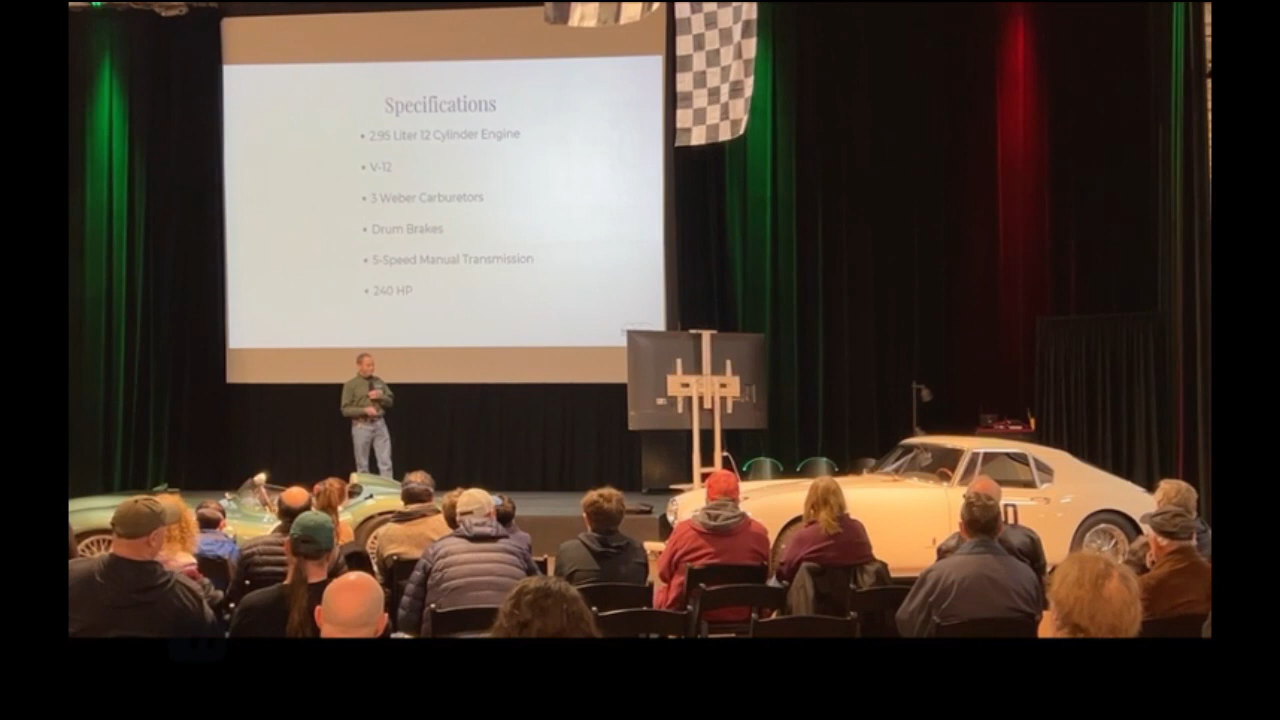 Specifications
• 2.95 Liter 12 Cylinder Engine
• V-12
• 3 Weber Carburetors
• Drum Brakes
• 5-Speed Manual Transmission
• 240 HP